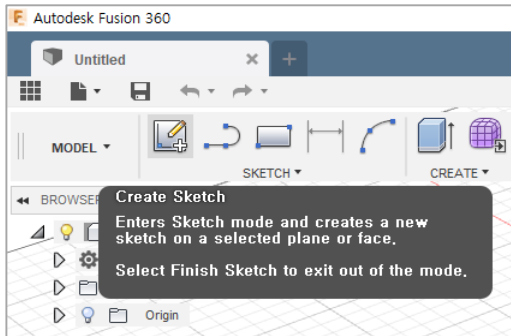 Autodesk Fusion 360
Untitled
MODEL
SKETCH
CREATE
BROWSER
Create Sketch
Enters Sketch mode and creates a new
sketch on a selected plane or face.
Select Finish Sketch to exit out of the mode.
Origin